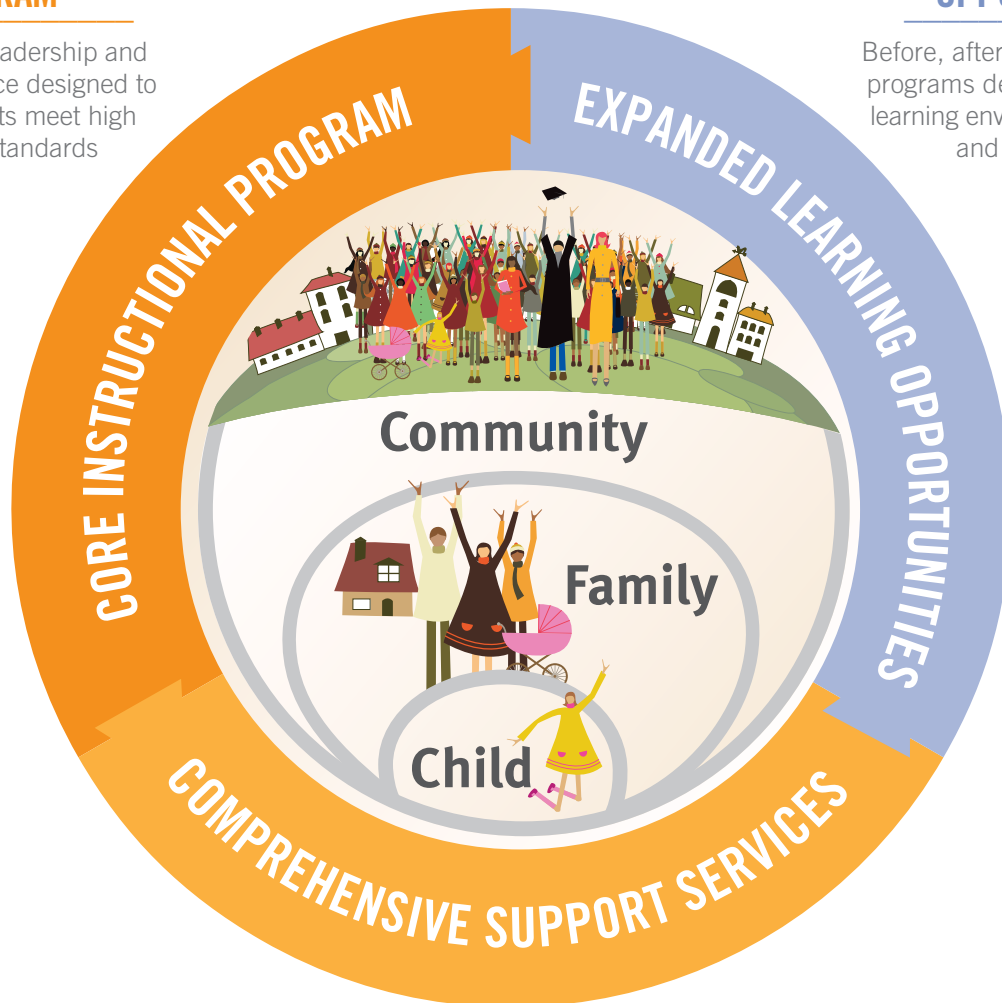 adership and
ce designed to
ts meet high
tandards
Before, after
programs de
learning env
and
CORE INSTRUCTIONAL PROGRAM
EXPANDED LEARNING OPPORTUNITIES
Community
Family
Child
COMPREHENSIVE SUPPORT SERVICES